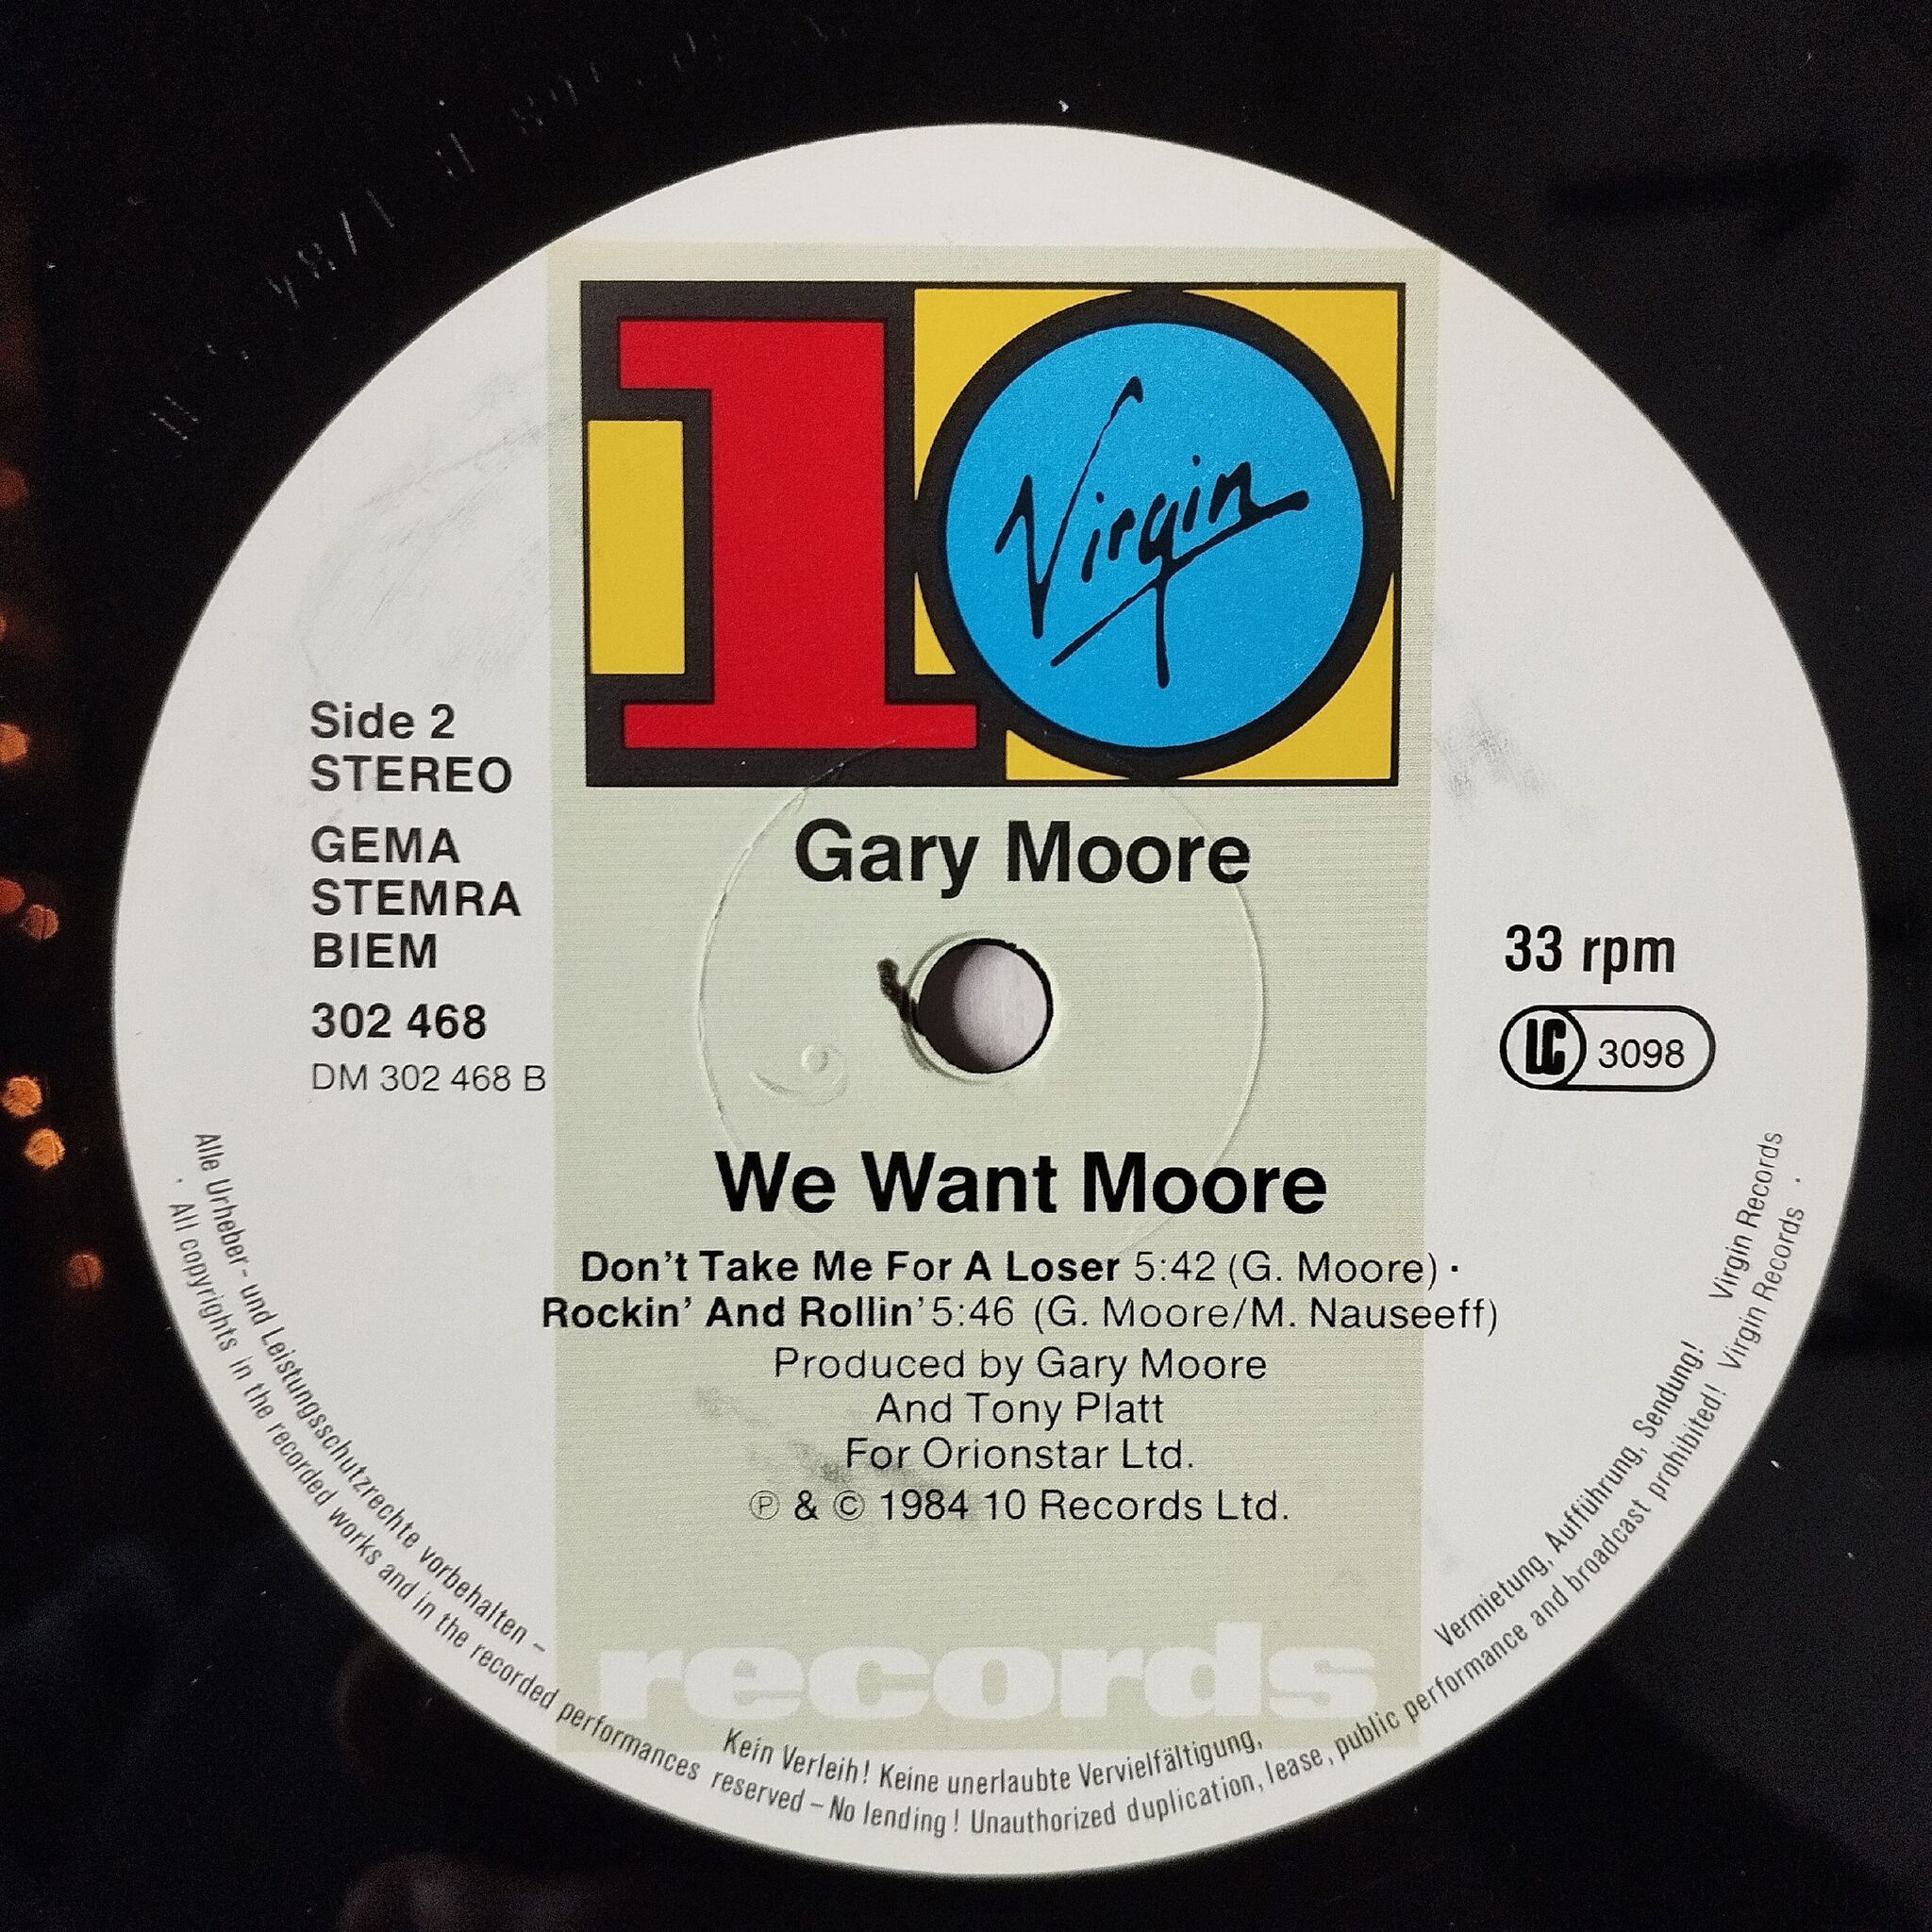 10
Virgin
Side 2
STEREO
GEMA
STEMRA
BIEM
302 468
DM 302 468 B
Gary Moore
33 rpm
LC 3098
We Want Moore
Don't Take Me For A Loser 5:42 (G. Moore) ·
Rockin' And Rollin' 5:46 (G. Moore/M. Nauseeff)
Produced by Gary Moore
And Tony Platt
For Orionstar Ltd.
℗ & © 1984 10 Records Ltd.
records
Alle Urheber- und Leistungsschutzrechte vorbehalten – Kein Verleih! Keine unerlaubte Vervielfältigung, Vermietung, Aufführung, Sendung! Virgin Records
· All copyrights in the recorded works and in the recorded performances reserved – No lending! Unauthorized duplication, lease, public performance and broadcast prohibited! Virgin Records ·